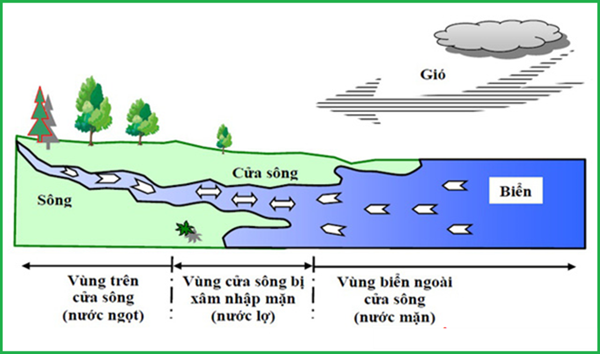 Gió
Cửa sông
Sông
Biển
Vùng trên
cửa sông
(nước ngọt)
Vùng cửa sông bị
xâm nhập mặn
(nước lợ)
Vùng biển ngoài
cửa sông
(nước mặn)